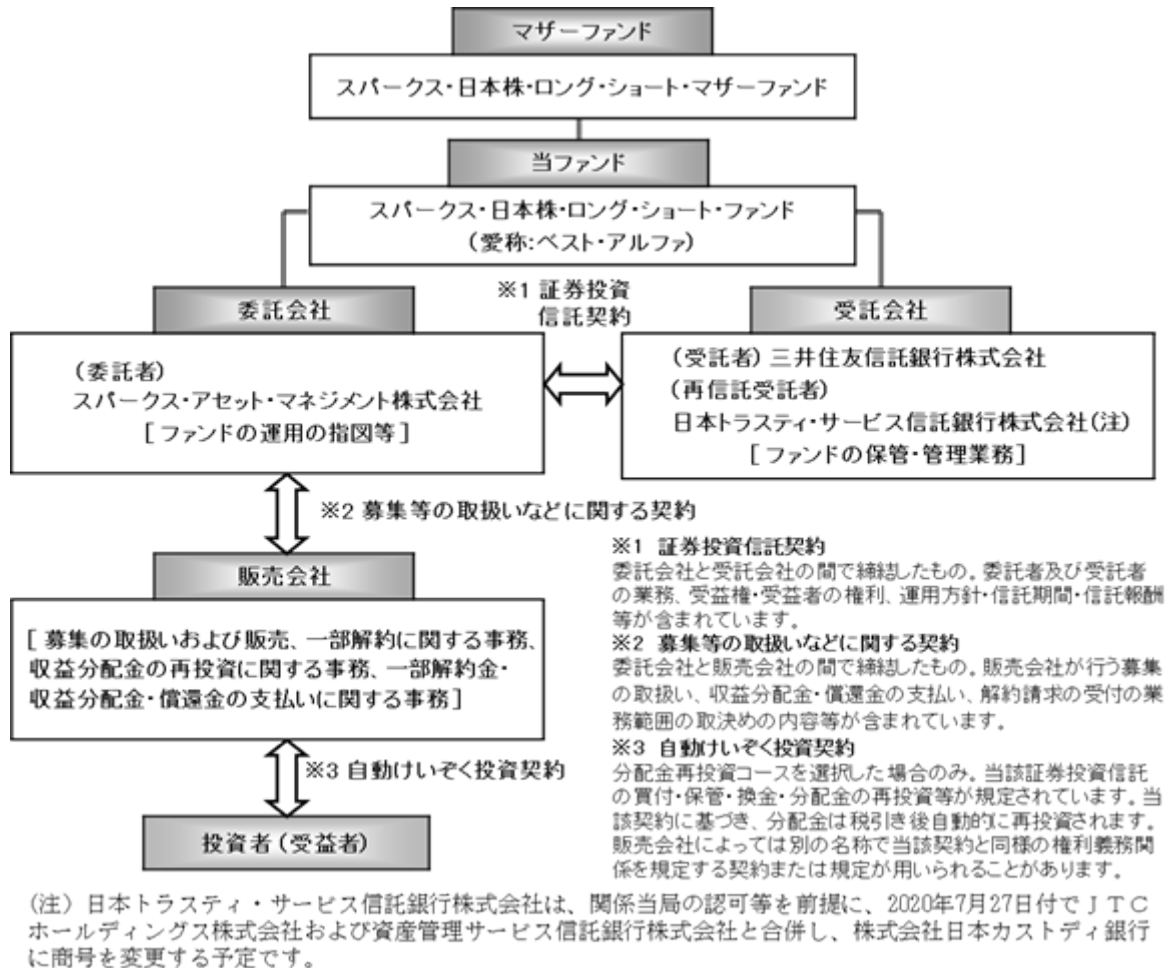 マザーファンド
スパークス・日本株・ロング・ショート・マザーファンド
当ファンド
スパークス・日本株・ロング・ショート・ファンド
(愛称:ベスト・アルファ)
※1 証券投資
信託契約
委託会社
(委託者)
スパークス・アセット・マネジメント株式会社
[ファンドの運用の指図等]
受託会社
(受託者) 三井住友信託銀行株式会社
(再信託受託者)
日本トラスティ・サービス信託銀行株式会社(注)
[ファンドの保管・管理業務]
※2 募集等の取扱いなどに関する契約
販売会社
[募集の取扱いおよび販売、一部解約に関する事務、
収益分配金の再投資に関する事務、一部解約金・
収益分配金・償還金の支払いに関する事務]
※3 自動けいぞく投資契約
投資者(受益者)
※1 証券投資信託契約
委託会社と受託会社の間で締結したもの。委託者及び受託者
の業務、受益権・受益者の権利、運用方針・信託期間・信託報酬
等が含まれています。
※2 募集等の取扱いなどに関する契約
委託会社と販売会社の間で締結したもの。販売会社が行う募集
の取扱い、収益分配金・償還金の支払い、解約請求の受付の業
務範囲の取決めの内容等が含まれています。
※3 自動けいぞく投資契約
分配金再投資コースを選択した場合のみ。当該証券投資信託
の買付・保管・換金・分配金の再投資等が規定されています。当
該契約に基づき、分配金は税引き後自動的に再投資されます。
販売会社によっては別の名称で当該契約と同様の権利義務関
係を規定する契約または規定が用いられることがあります。
(注)日本トラスティ・サービス信託銀行株式会社は、関係当局の認可等を前提に、2020年7月27日付でJTC
ホールディングス株式会社および資産管理サービス信託銀行株式会社と合併し、株式会社日本カストディ銀行
に商号を変更する予定です。